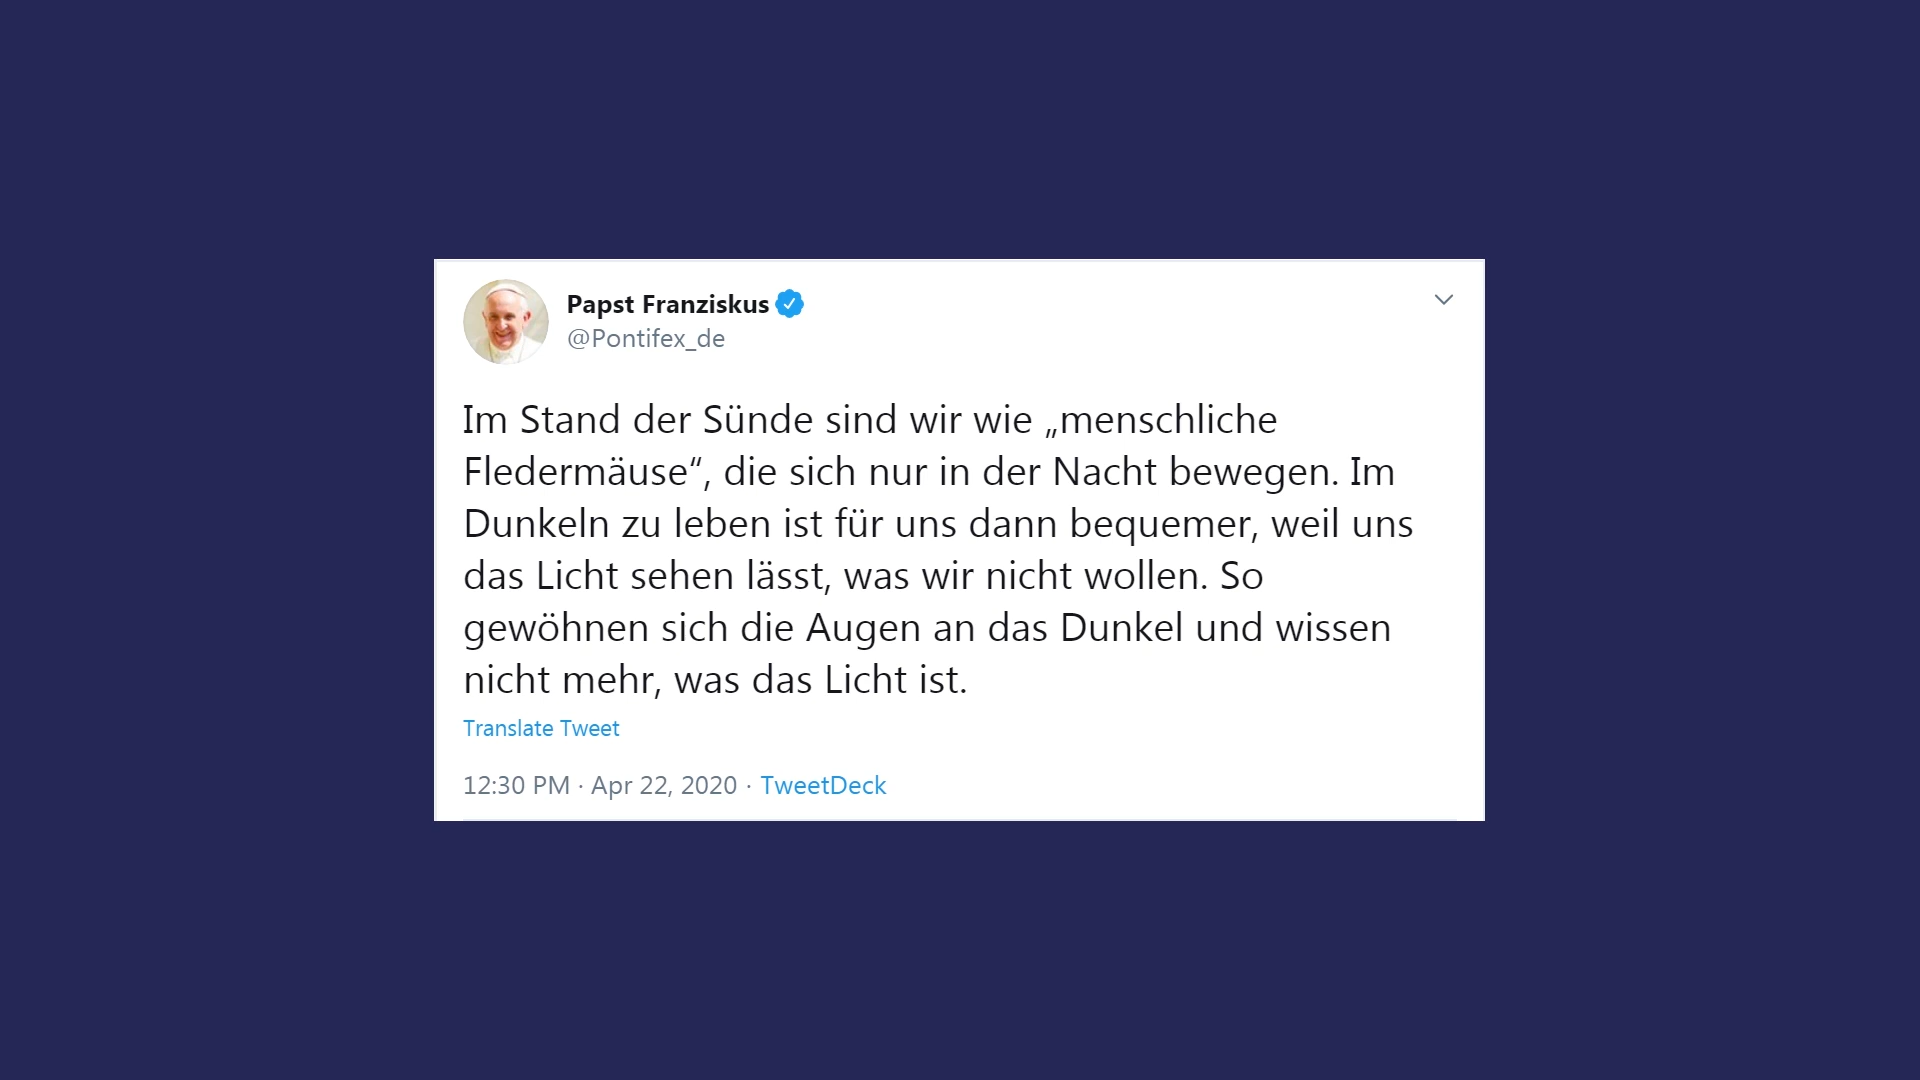 Papst Franziskus
@Pontifex_de
Im Stand der Sünde sind wir wie „menschliche
Fledermäuse“, die sich nur in der Nacht bewegen. Im
Dunkeln zu leben ist für uns dann bequemer, weil uns
das Licht sehen lässt, was wir nicht wollen. So
gewöhnen sich die Augen an das Dunkel und wissen
nicht mehr, was das Licht ist.
Translate Tweet
12:30 PM · Apr 22, 2020 · TweetDeck